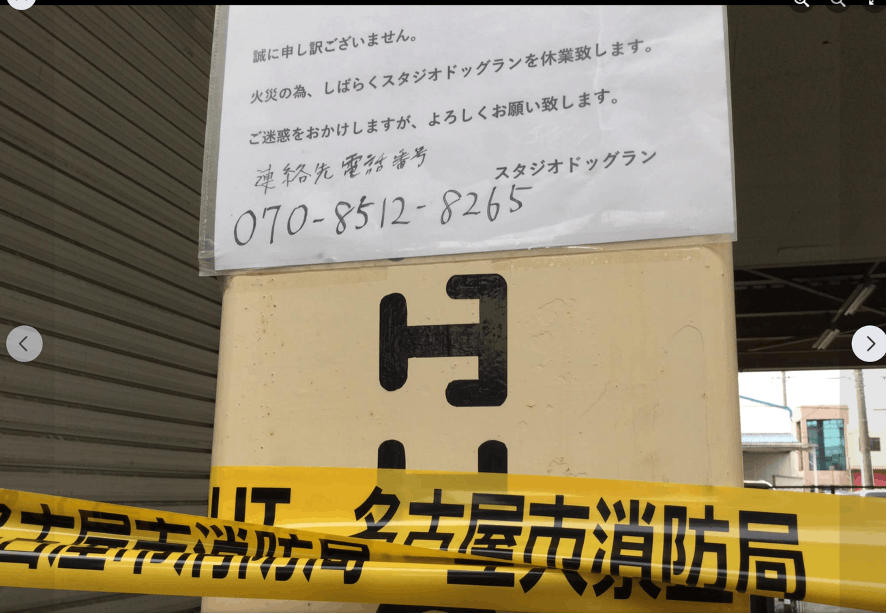 誠に申し訳ございません。
火災の為、しばらくスタジオドッグランを休業致します。
ご迷惑をおかけしますが、よろしくお願い致します。
スタジオドッグラン
連絡先電話番号
070-8512-8265
名古屋市消防局
名古屋市消防局